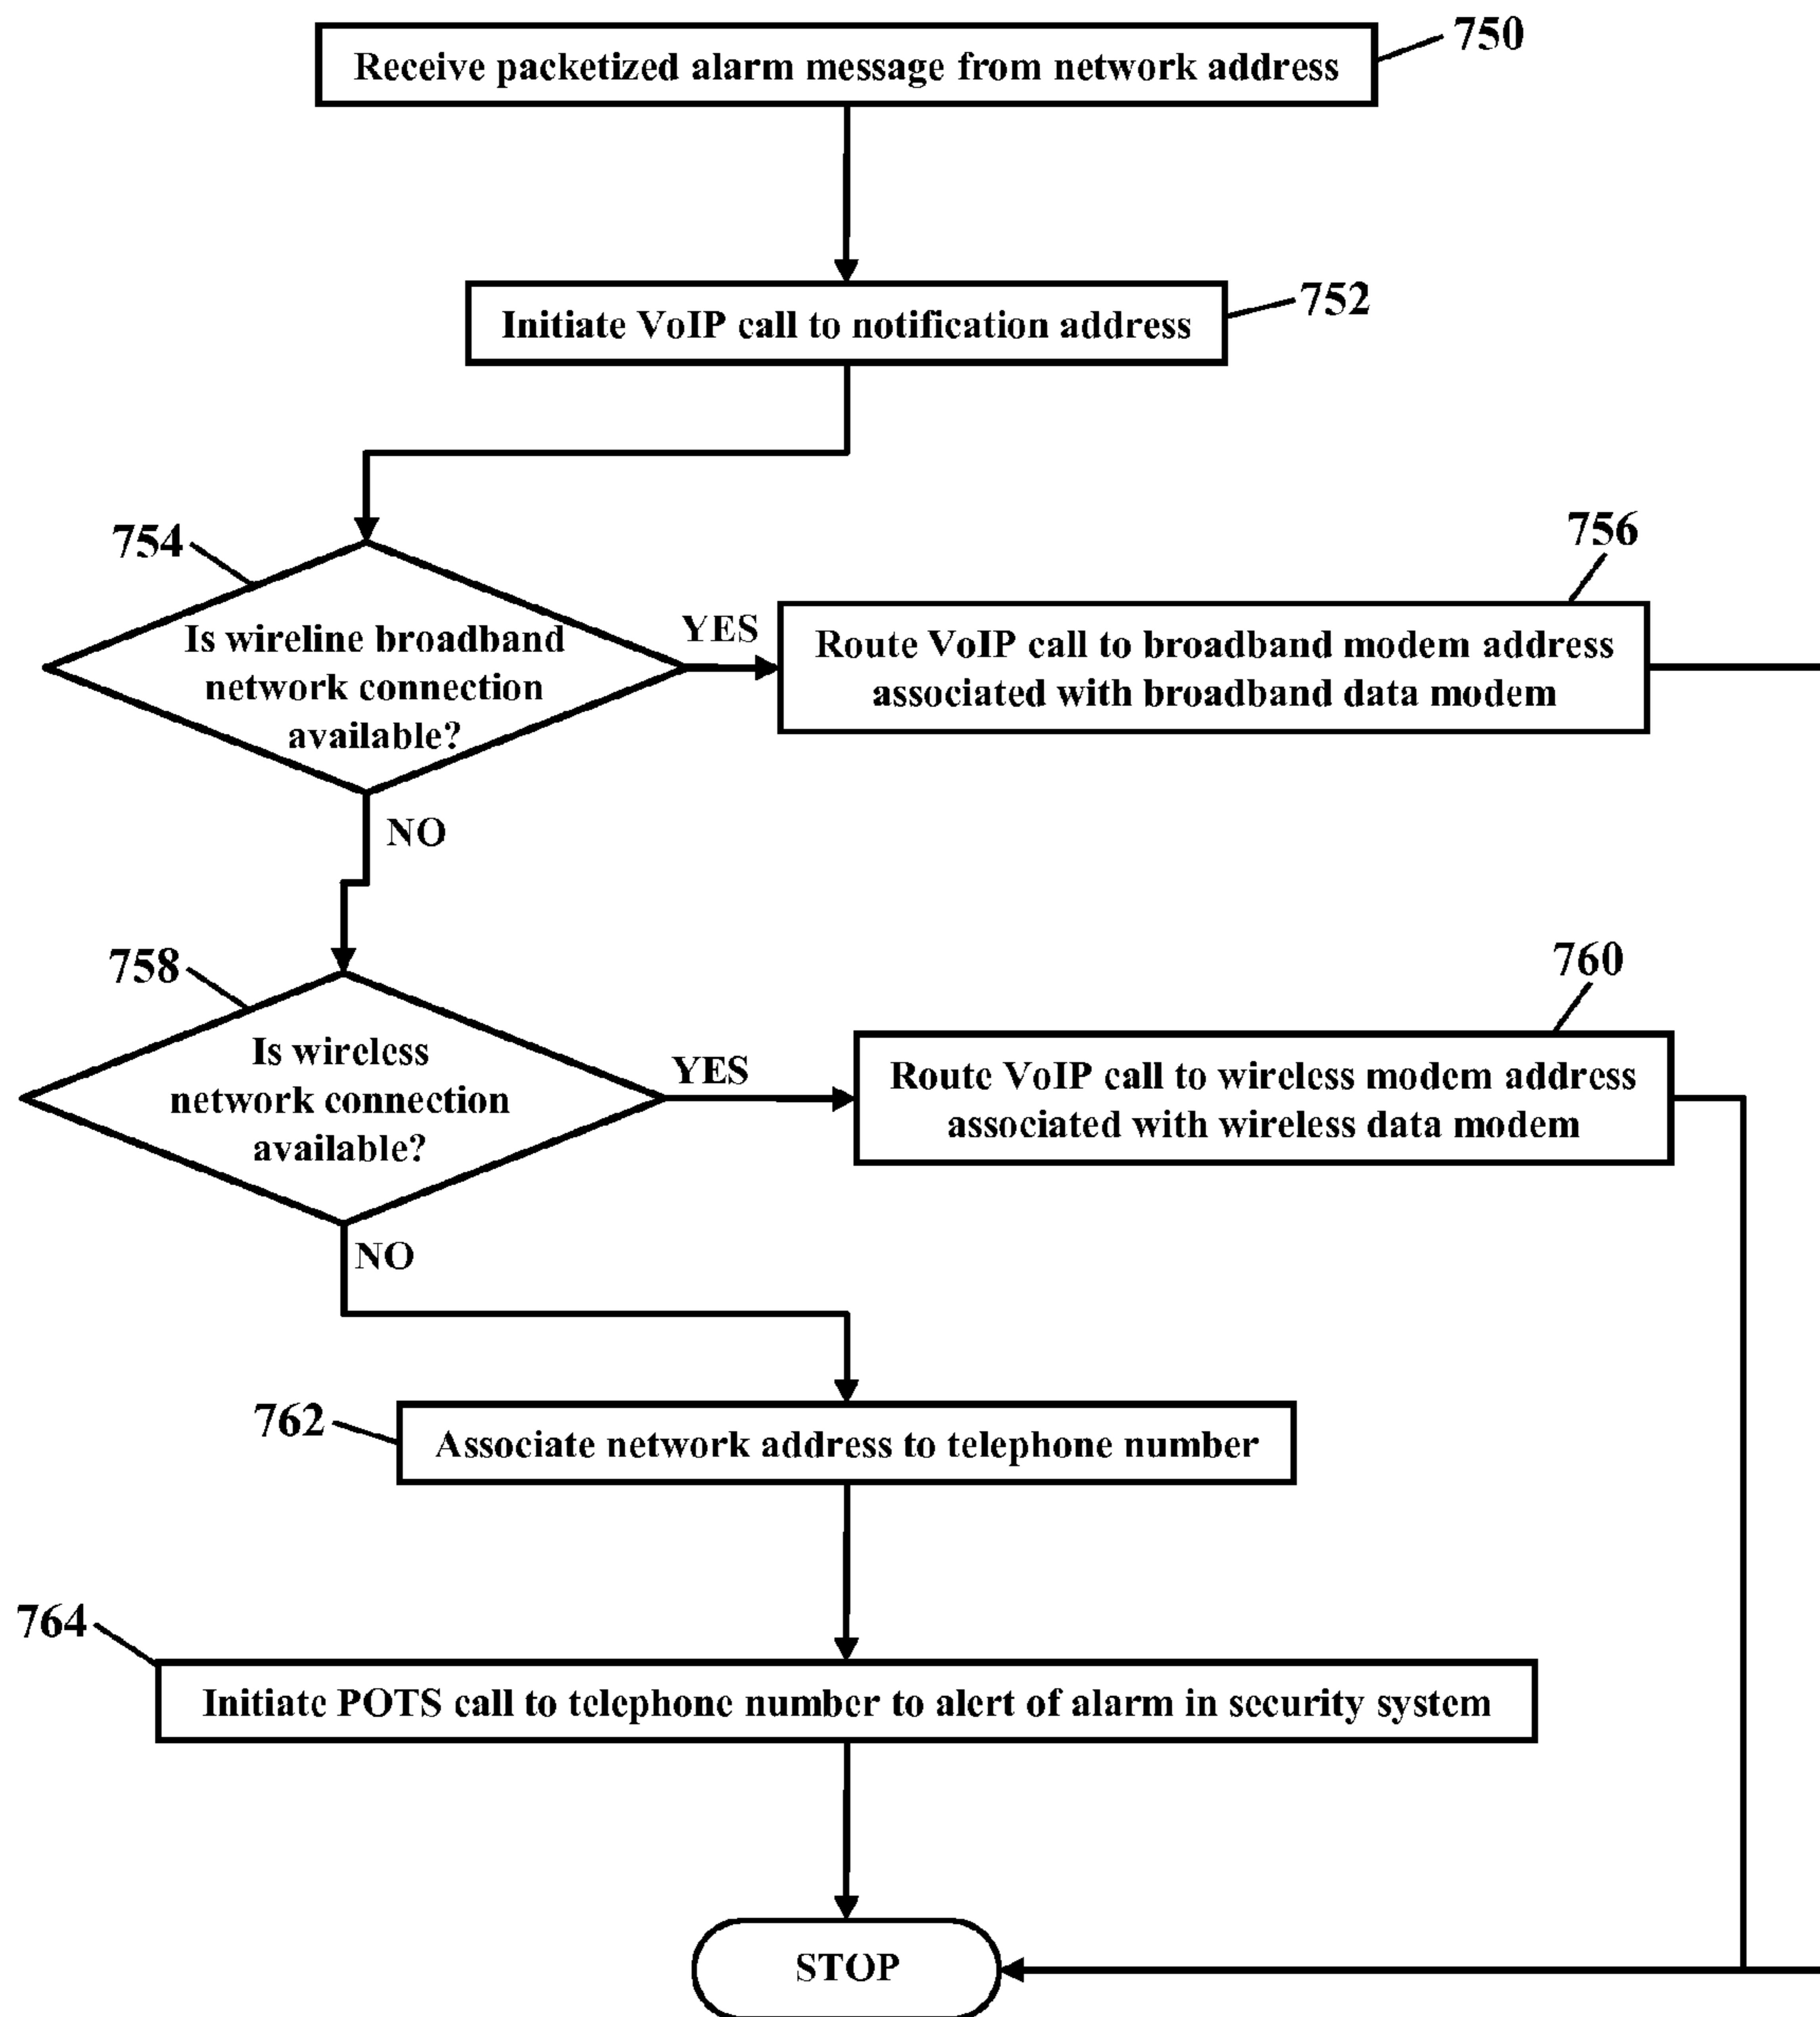 Receive packetized alarm message from network address
750
Initiate VoIP call to notification address
752
754
Is wireline broadband
network connection
available?
YES
756
Route VoIP call to broadband modem address
associated with broadband data modem
NO
758
Is wireless
network connection
available?
YES
760
Route VoIP call to wireless modem address
associated with wireless data modem
NO
762
Associate network address to telephone number
764
Initiate POTS call to telephone number to alert of alarm in security system
STOP